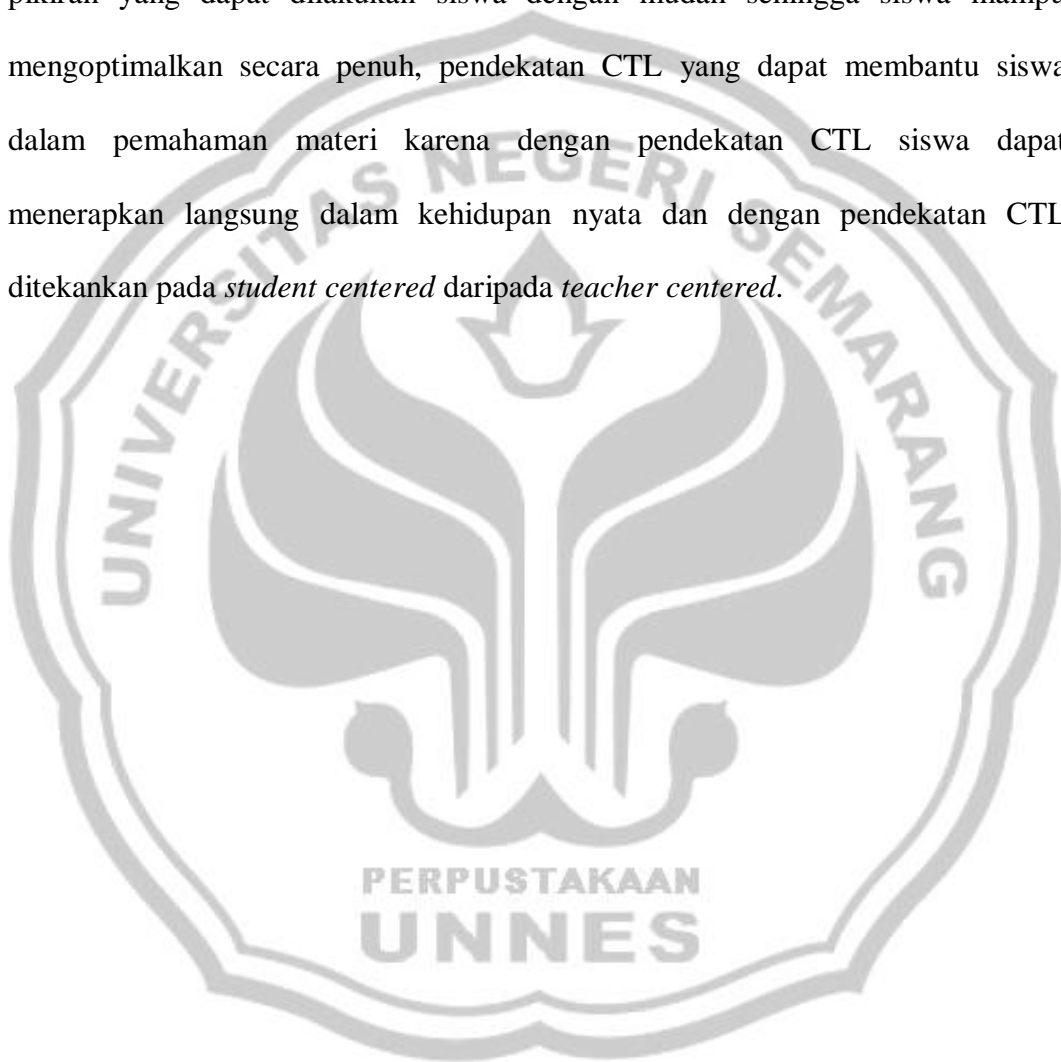 pikiran yang dapat dilakukan siswa dengan mudah sehingga siswa mampu
mengoptimalkan secara penuh, pendekatan CTL yang dapat membantu siswa
dalam pemahaman materi karena dengan pendekatan CTL siswa dapat
menerapkan langsung dalam kehidupan nyata dan dengan pendekatan CTL
ditekankan pada student centered daripada teacher centered.
UNIVERSITAS NEGERI SEMARANG
PERPUSTAKAAN
UNNES